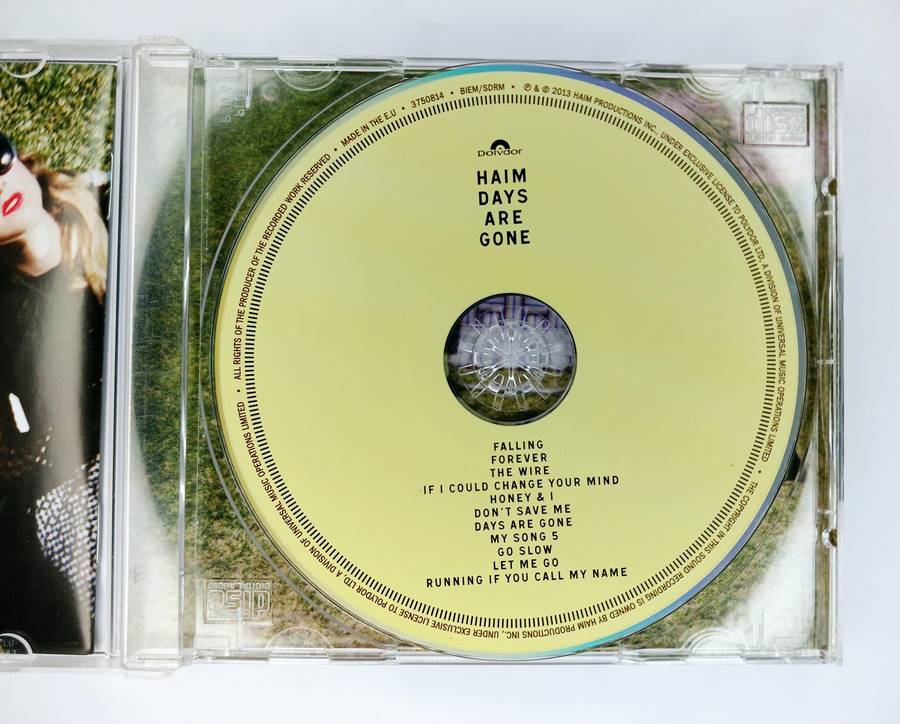 polydor
HAIM
DAYS
ARE
GONE
FALLING
FOREVER
THE WIRE
IF I COULD CHANGE YOUR MIND
HONEY & I
DON'T SAVE ME
DAYS ARE GONE
MY SONG 5
GO SLOW
LET ME GO
RUNNING IF YOU CALL MY NAME
ALL RIGHTS OF THE PRODUCER OF THE RECORDED WORK RESERVED • MADE IN THE E.U • 3750814 • BIEM/SDRM • ℗ & © 2013 HAIM PRODUCTIONS INC., UNDER EXCLUSIVE LICENSE TO POLYDOR LTD, A DIVISION OF UNIVERSAL MUSIC OPERATIONS LIMITED • THE COPYRIGHT IN THIS SOUND RECORDING IS OWNED BY HAIM PRODUCTIONS INC., UNDER EXCLUSIVE LICENSE TO POLYDOR LTD, A DIVISION OF UNIVERSAL MUSIC OPERATIONS LIMITED •
disc
disc
DIGITAL AUDIO